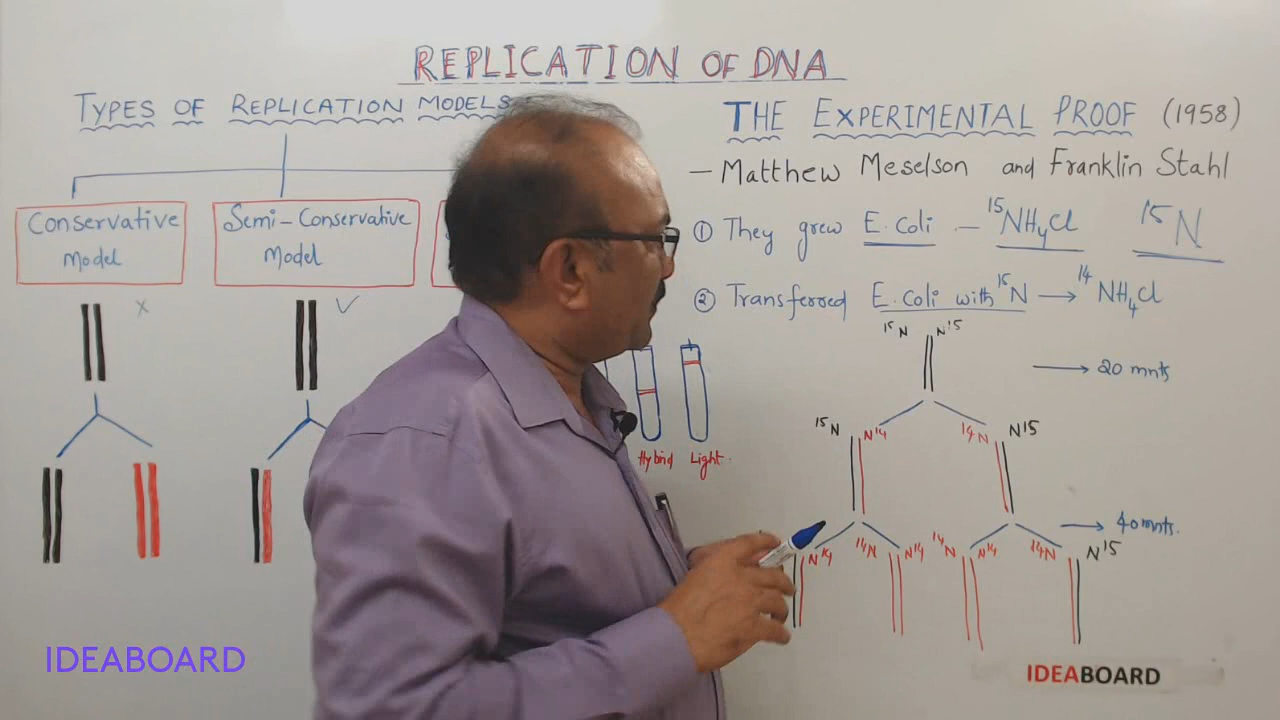 REPLICATION OF DNA
TYPES OF REPLICATION MODELS
Conservative
Model
Semi-Conservative
Model
x
✓
Hybrid
Light
THE EXPERIMENTAL PROOF (1958)
– Matthew Meselson and Franklin Stahl
① They grew E.Coli – ¹⁵NH₄Cl ¹⁵N
② Transferred E.Coli with ¹⁵N → ¹⁴NH₄Cl
¹⁵N N¹⁵
→ 20 mnts
¹⁵N N¹⁴ ¹⁴N N¹⁵
→ 40 mnts.
N¹⁴ ¹⁴N N¹⁴ ¹⁴N N¹⁴ ¹⁴N N¹⁵
IDEABOARD
IDEABOARD